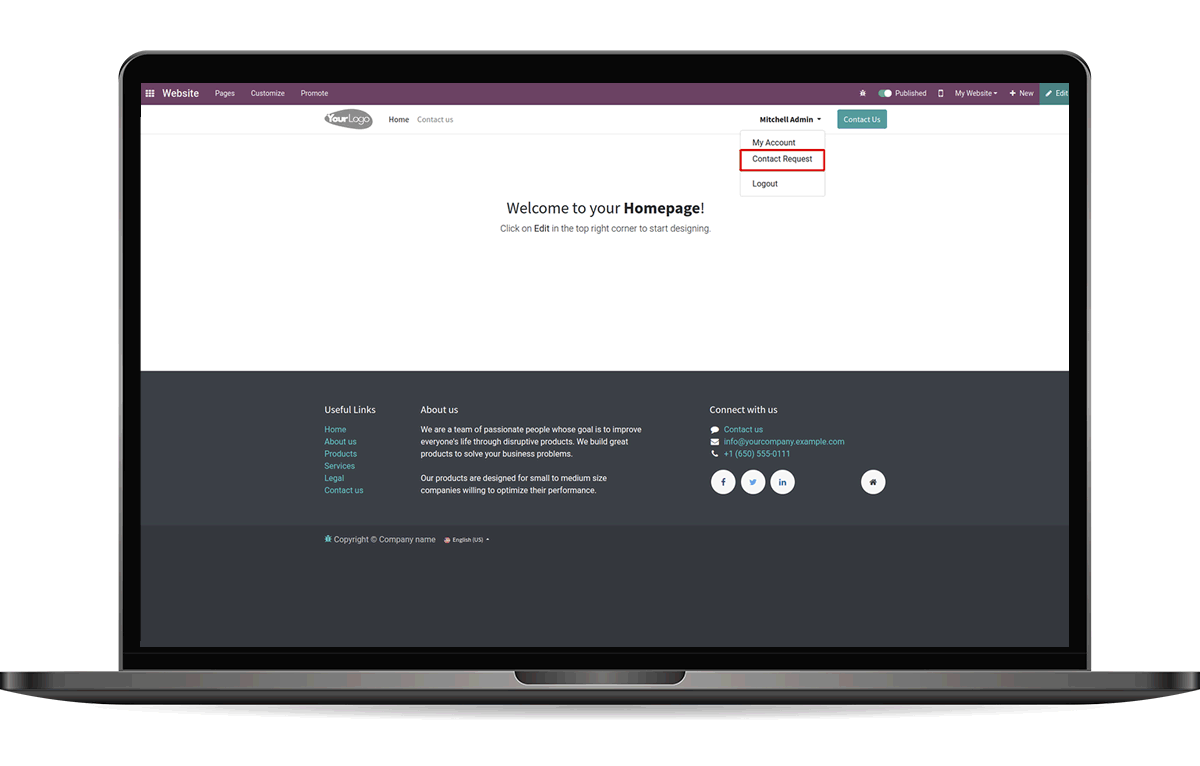 Website Pages Customize Promote Published My Website + New Edit
YourLogo Home Contact us Mitchell Admin Contact Us
My Account
Contact Request
Logout
Welcome to your Homepage!
Click on Edit in the top right corner to start designing.
Useful Links
Home
About us
Products
Services
Legal
Contact us
About us
We are a team of passionate people whose goal is to improve
everyone's life through disruptive products. We build great
products to solve your business problems.
Our products are designed for small to medium size
companies willing to optimize their performance.
Connect with us
Contact us
info@yourcompany.example.com
+1 (650) 555-0111
Copyright © Company name English (US)